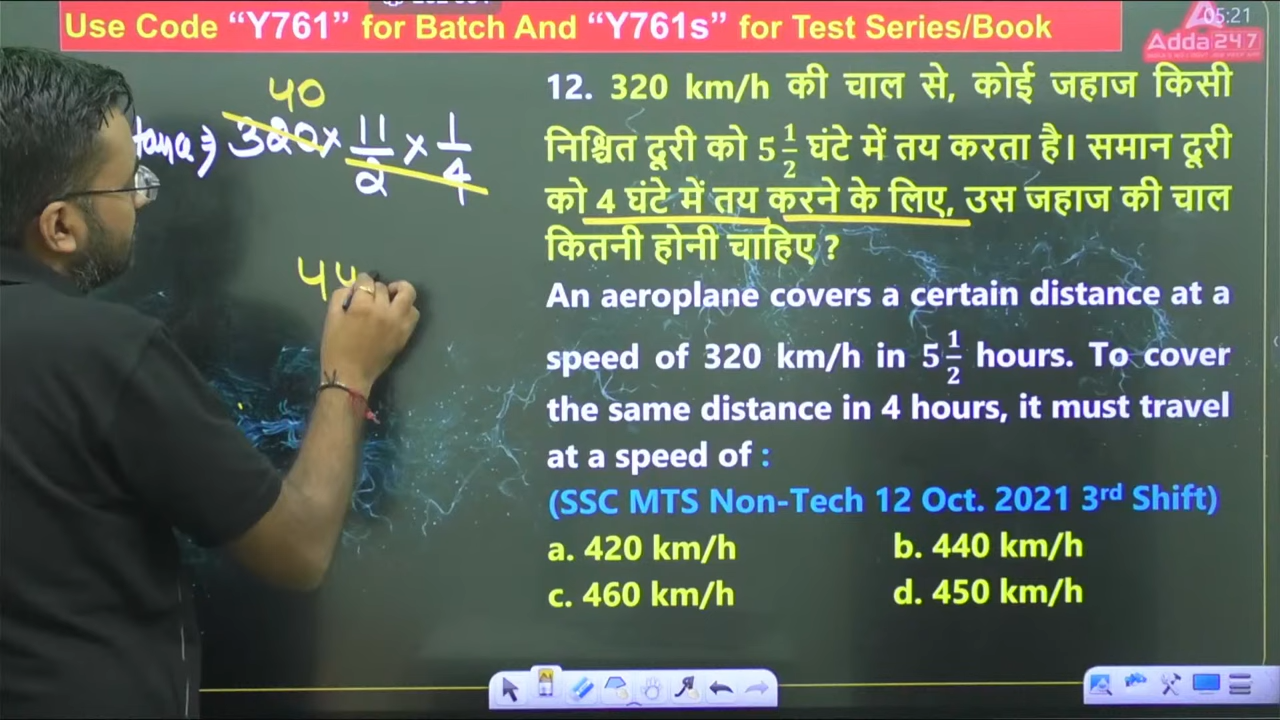 Use Code “Y761” for Batch And “Y761s” for Test Series/Book
05:21
Adda247
40
320 × 11/2 × 1/4
44
12. 320 km/h की चाल से, कोई जहाज किसी
निश्चित दूरी को 5 1/2 घंटे में तय करता है। समान दूरी
को 4 घंटे में तय करने के लिए, उस जहाज की चाल
कितनी होनी चाहिए ?
An aeroplane covers a certain distance at a
speed of 320 km/h in 5 1/2 hours. To cover
the same distance in 4 hours, it must travel
at a speed of :
(SSC MTS Non-Tech 12 Oct. 2021 3rd Shift)
a. 420 km/h b. 440 km/h
c. 460 km/h d. 450 km/h